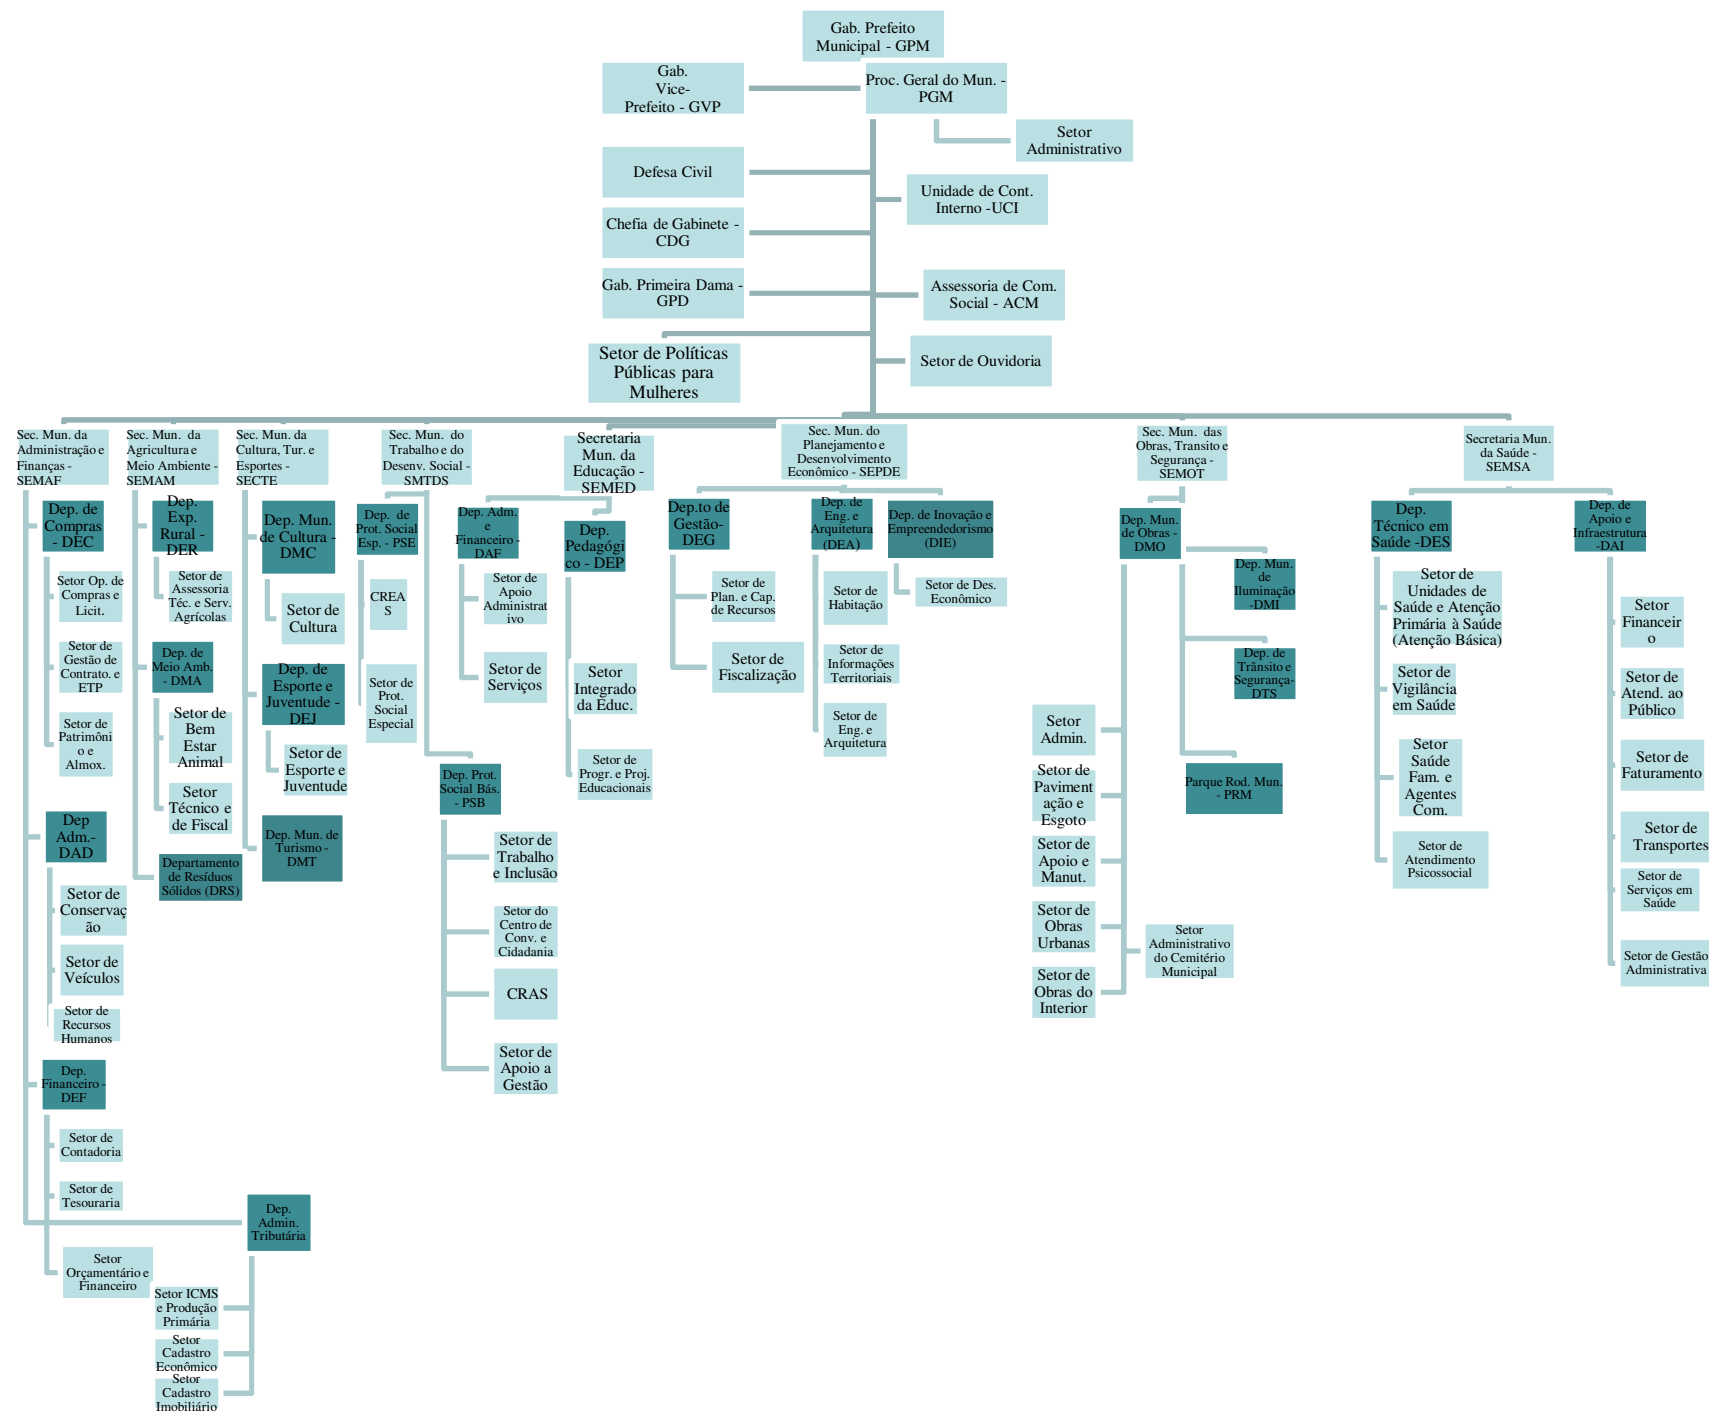 Gab. Prefeito
Municipal - GPM
Gab.
Vice-
Prefeito - GVP
Proc. Geral do Mun. -
PGM
Setor
Administrativo
Defesa Civil
Unidade de Cont.
Interno -UCI
Chefia de Gabinete -
CDG
Gab. Primeira Dama -
GPD
Assessoria de Com.
Social - ACM
Setor de Políticas
Públicas para
Mulheres
Setor de Ouvidoria
Sec. Mun. da
Administração e
Finanças -
SEMAF
Dep. de
Compras -
DEC
Setor Op. de
Compras e
Licit.
Setor de
Gestão de
Contrato. e
ETP
Setor de
Patrimôni
o e
Almox.
Dep
Adm.-
DAD
Setor de
Conservaç
ão
Setor de
Veículos
Setor de
Recursos
Humanos
Dep.
Financeiro -
DEF
Setor de
Contadoria
Setor de
Tesouraria
Setor
Orçamentário e
Financeiro
Dep.
Admin.
Tributária
Setor ICMS
e Produção
Primária
Setor
Cadastro
Econômico
Setor
Cadastro
Imobiliário
Sec. Mun. da
Agricultura e
Meio Ambiente -
SEMAM
Dep.
Exp.
Rural -
DER
Setor de
Assessoria
Téc. e Serv.
Agrícolas
Dep. de
Meio Amb.
- DMA
Setor de
Bem
Estar
Animal
Setor
Técnico e
de Fiscal
Departamento
de Resíduos
Sólidos (DRS)
Sec. Mun. da
Cultura, Tur. e
Esportes -
SECTE
Dep. Mun.
de Cultura -
DMC
Setor de
Cultura
Dep. de
Esporte e
Juventude -
DEJ
Setor de
Esporte e
Juventude
Dep. Mun. de
Turismo -
DMT
Sec. Mun. do
Trabalho e do
Desenv. Social -
SMTDS
Dep. de
Prot. Social
Esp. - PSE
CREA
S
Setor de
Prot.
Social
Especial
Dep. Prot.
Social Bás.
- PSB
Setor de
Trabalho
e Inclusão
Setor do
Centro de
Conv. e
Cidadania
CRAS
Setor de
Apoio a
Gestão
Secretaria
Mun. da
Educação -
SEMED
Dep. Adm.
e
Financeiro -
DAF
Setor de
Apoio
Administrat
ivo
Setor de
Serviços
Dep.
Pedagógi
co - DEP
Setor
Integrado
da Educ.
Setor de
Progr. e Proj.
Educacionais
Sec. Mun. do
Planejamento e
Desenvolvimento
Econômico - SEPDE
Dep.to de
Gestão-
DEG
Setor de
Plan. e Cap.
de Recursos
Setor de
Fiscalização
Dep. de
Eng. e
Arquitetura
(DEA)
Setor de
Habitação
Setor de
Informações
Territoriais
Setor de
Eng. e
Arquitetura
Dep. de Inovação e
Empreendedorismo
(DIE)
Setor de Des.
Econômico
Sec. Mun. das
Obras, Transito e
Segurança -
SEMOT
Dep. Mun.
de Obras -
DMO
Dep. Mun.
de
Iluminação
-DMI
Dep. de
Trânsito e
Segurança-
DTS
Parque Rod. Mun.
- PRM
Setor
Admin.
Setor de
Paviment
ação e
Esgoto
Setor de
Apoio e
Manut.
Setor de
Obras
Urbanas
Setor
Administrativo
do Cemitério
Municipal
Setor de
Obras do
Interior
Secretaria Mun.
da Saúde -
SEMSA
Dep.
Técnico em
Saúde -DES
Setor de
Unidades de
Saúde e Atenção
Primária à Saúde
(Atenção Básica)
Setor de
Vigilância
em Saúde
Setor
Saúde
Fam. e
Agentes
Com.
Setor de
Atendimento
Psicossocial
Dep. de
Apoio e
Infraestrutura
-DAI
Setor
Financeir
o
Setor de
Atend. ao
Público
Setor de
Faturamento
Setor de
Transportes
Setor de
Serviços em
Saúde
Setor de Gestão
Administrativa